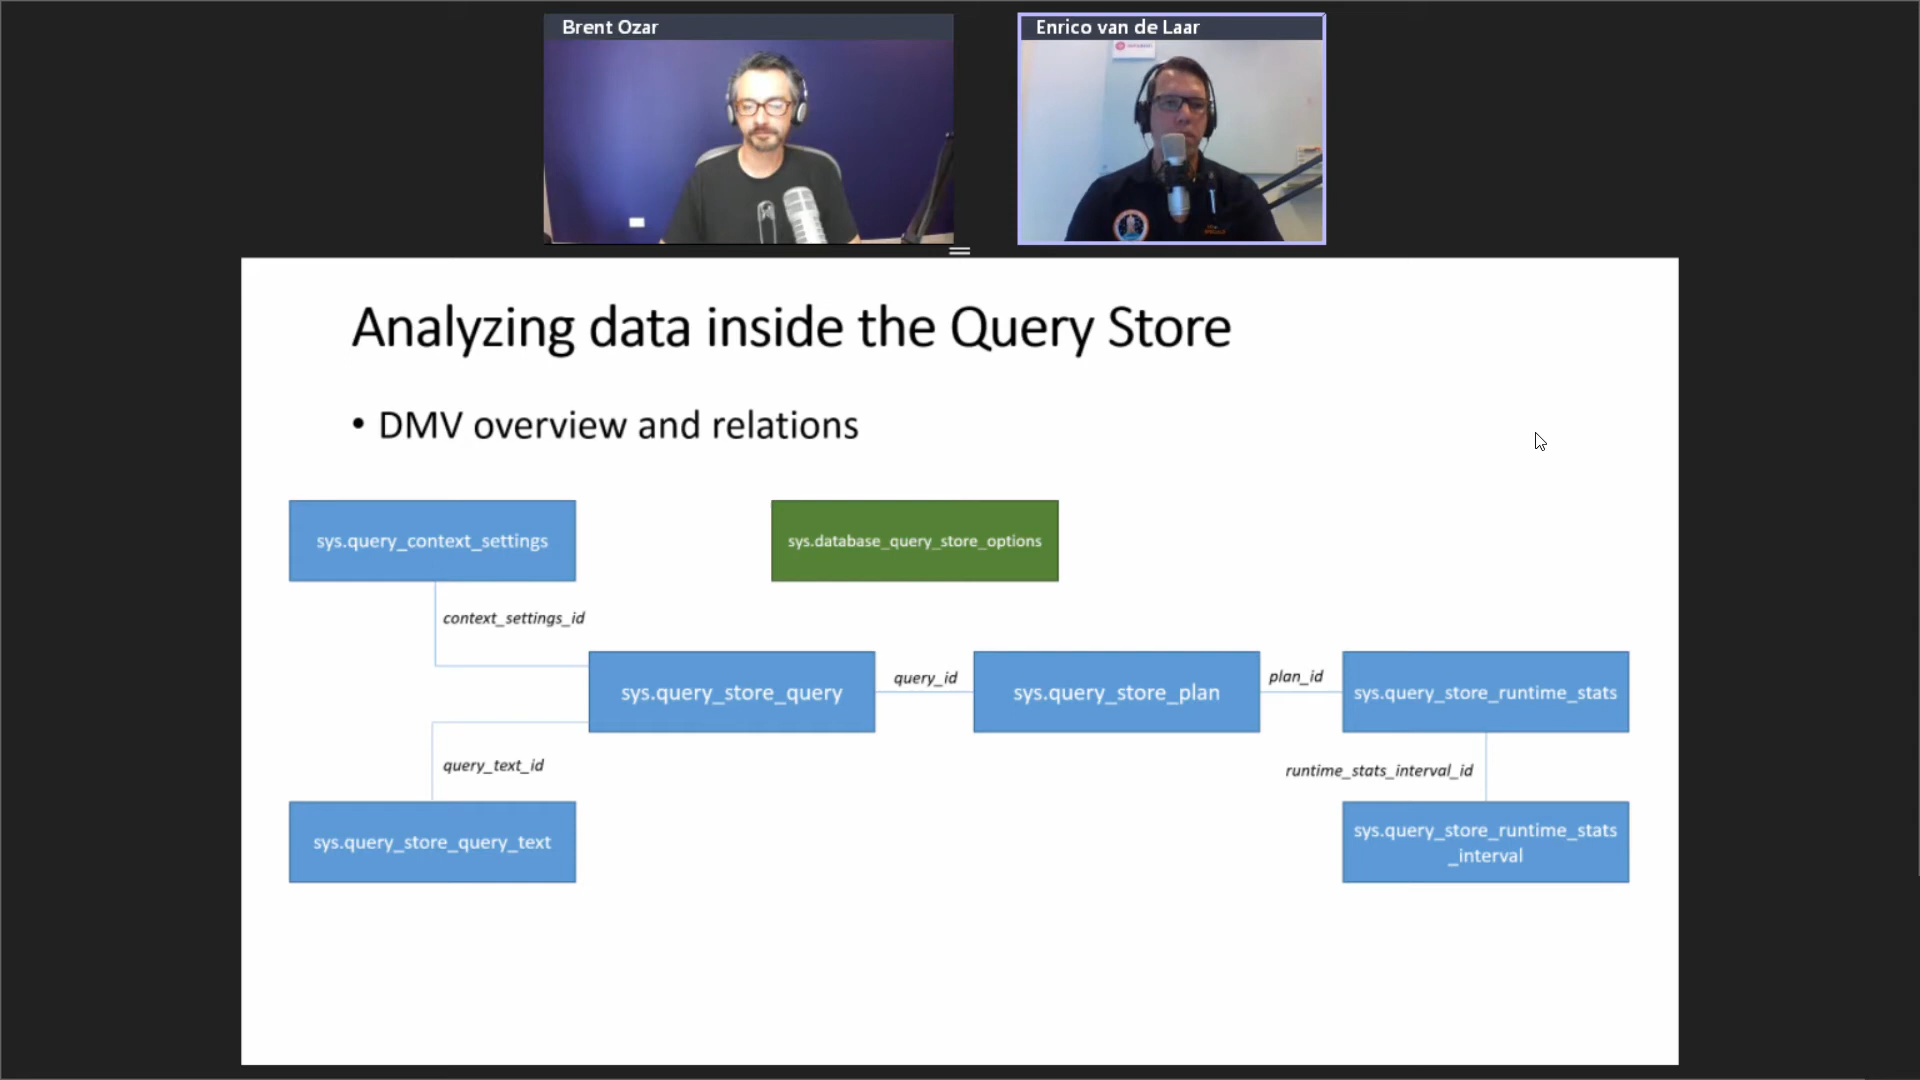 Brent Ozar
Enrico van de Laar
Analyzing data inside the Query Store
• DMV overview and relations
sys.query_context_settings
sys.database_query_store_options
context_settings_id
sys.query_store_query
query_id
sys.query_store_plan
plan_id
sys.query_store_runtime_stats
query_text_id
runtime_stats_interval_id
sys.query_store_query_text
sys.query_store_runtime_stats
_interval